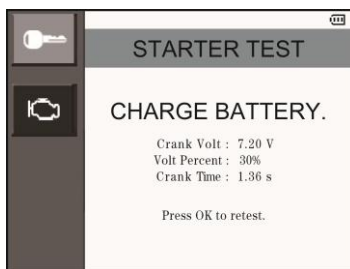 STARTER TEST
CHARGE BATTERY.
Crank Volt : 7.20 V
Volt Percent : 30%
Crank Time : 1.36 s
Press OK to retest.